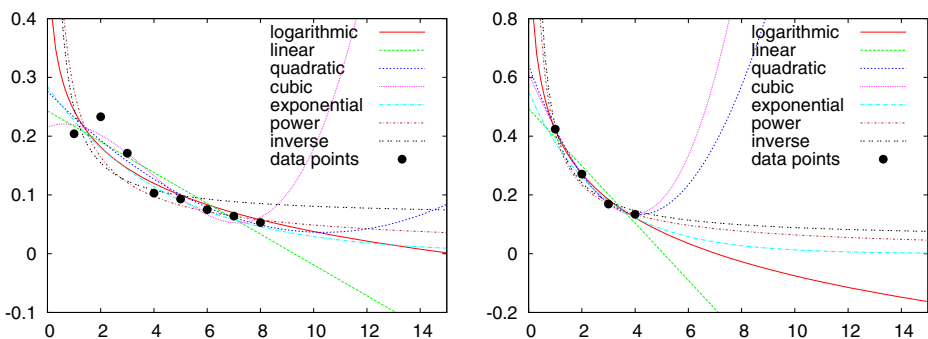 0.4
0.3
0.2
0.1
0
-0.1
0 2 4 6 8 10 12 14
logarithmic
linear
quadratic
cubic
exponential
power
inverse
data points
0.8
0.6
0.4
0.2
0
-0.2
0 2 4 6 8 10 12 14
logarithmic
linear
quadratic
cubic
exponential
power
inverse
data points